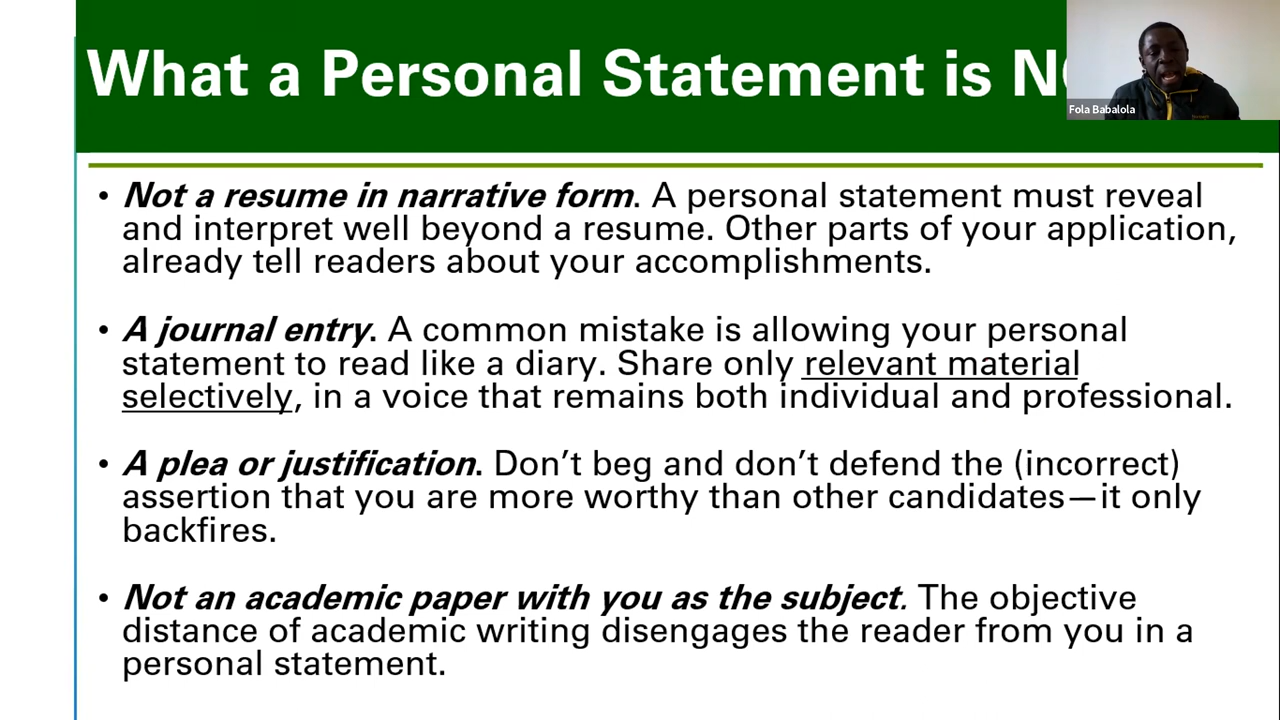 What a Personal Statement is
Fola Babalola
• Not a resume in narrative form. A personal statement must reveal
and interpret well beyond a resume. Other parts of your application,
already tell readers about your accomplishments.
• A journal entry. A common mistake is allowing your personal
statement to read like a diary. Share only relevant material
selectively, in a voice that remains both individual and professional.
• A plea or justification. Don’t beg and don’t defend the (incorrect)
assertion that you are more worthy than other candidates—it only
backfires.
• Not an academic paper with you as the subject. The objective
distance of academic writing disengages the reader from you in a
personal statement.